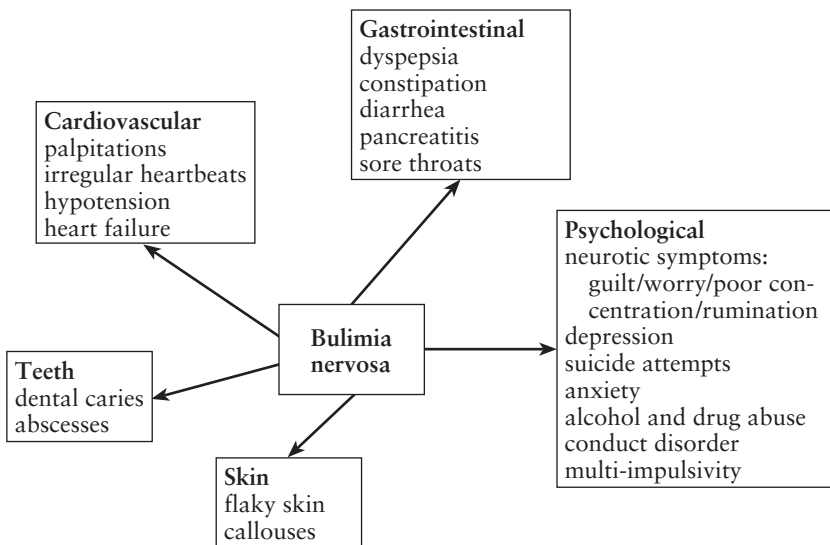 Gastrointestinal
dyspepsia
constipation
diarrhea
pancreatitis
sore throats
Cardiovascular
palpitations
irregular heartbeats
hypotension
heart failure
Psychological
neurotic symptoms:
guilt/worry/poor con-
centration/rumination
depression
suicide attempts
anxiety
alcohol and drug abuse
conduct disorder
multi-impulsivity
Bulimia
nervosa
Teeth
dental caries
abscesses
Skin
flaky skin
callouses